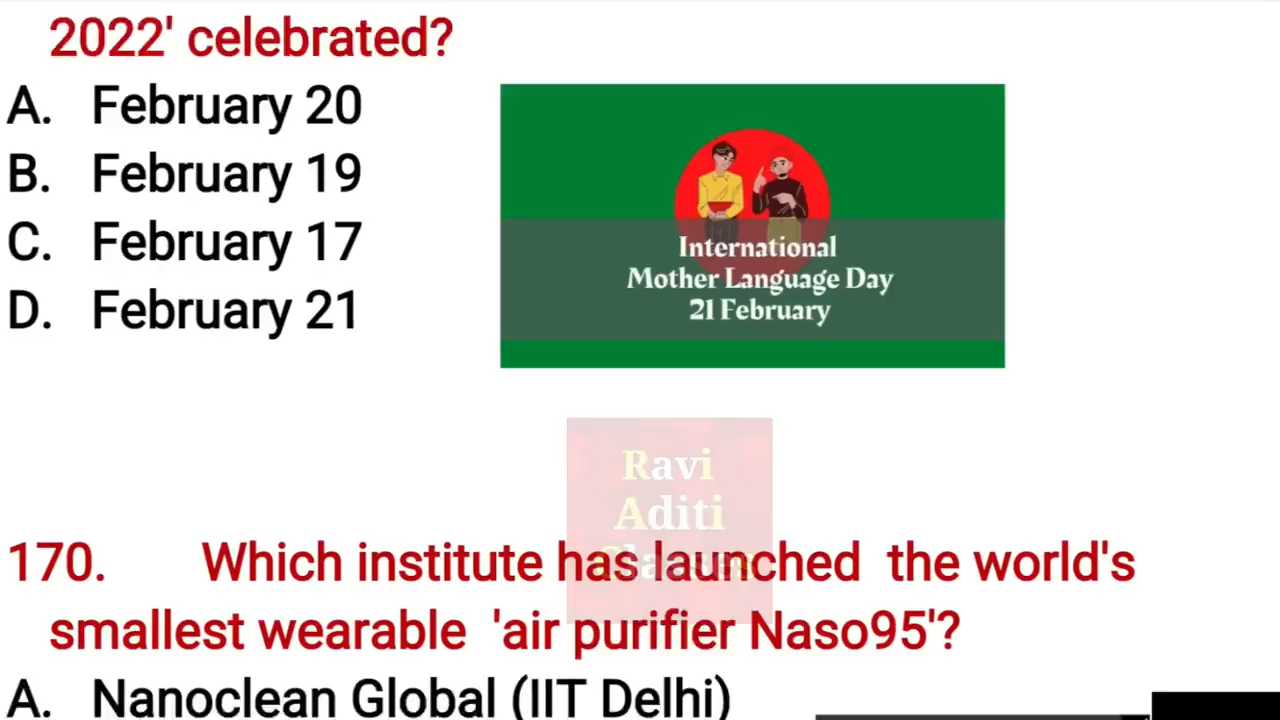 2022' celebrated?
A. February 20
B. February 19
C. February 17
D. February 21
International
Mother Language Day
21 February
Ravi
Aditi
Classes
170. Which institute has launched the world's
smallest wearable 'air purifier Naso95'?
A. Nanoclean Global (IIT Delhi)